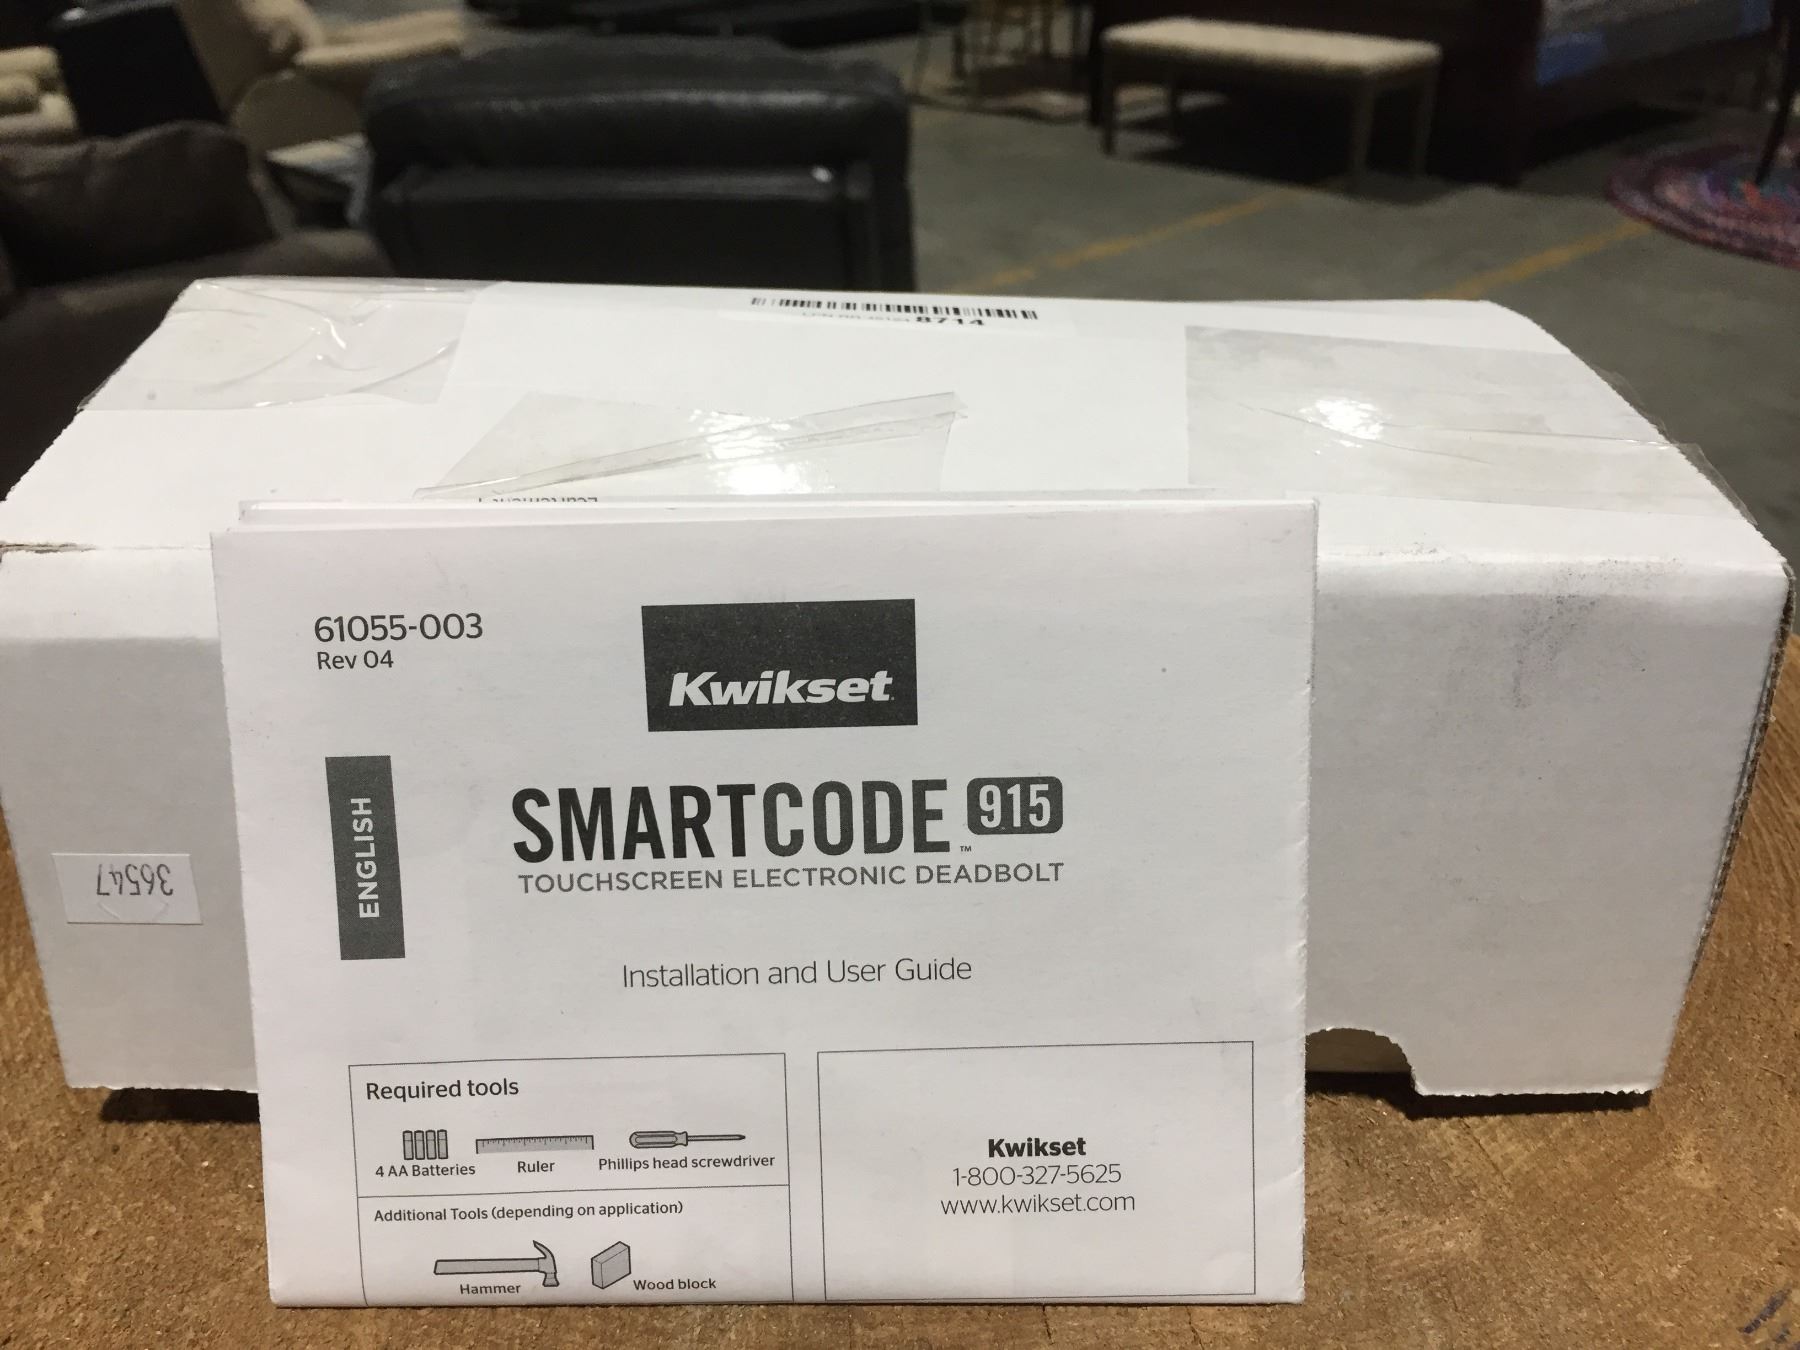 8714
61055-003
Rev 04
Kwikset
ENGLISH
SMARTCODE 915
™
TOUCHSCREEN ELECTRONIC DEADBOLT
Installation and User Guide
36547
Required tools
4 AA Batteries
Ruler
Phillips head screwdriver
Additional Tools (depending on application)
Hammer
Wood block
Kwikset
1-800-327-5625
www.kwikset.com